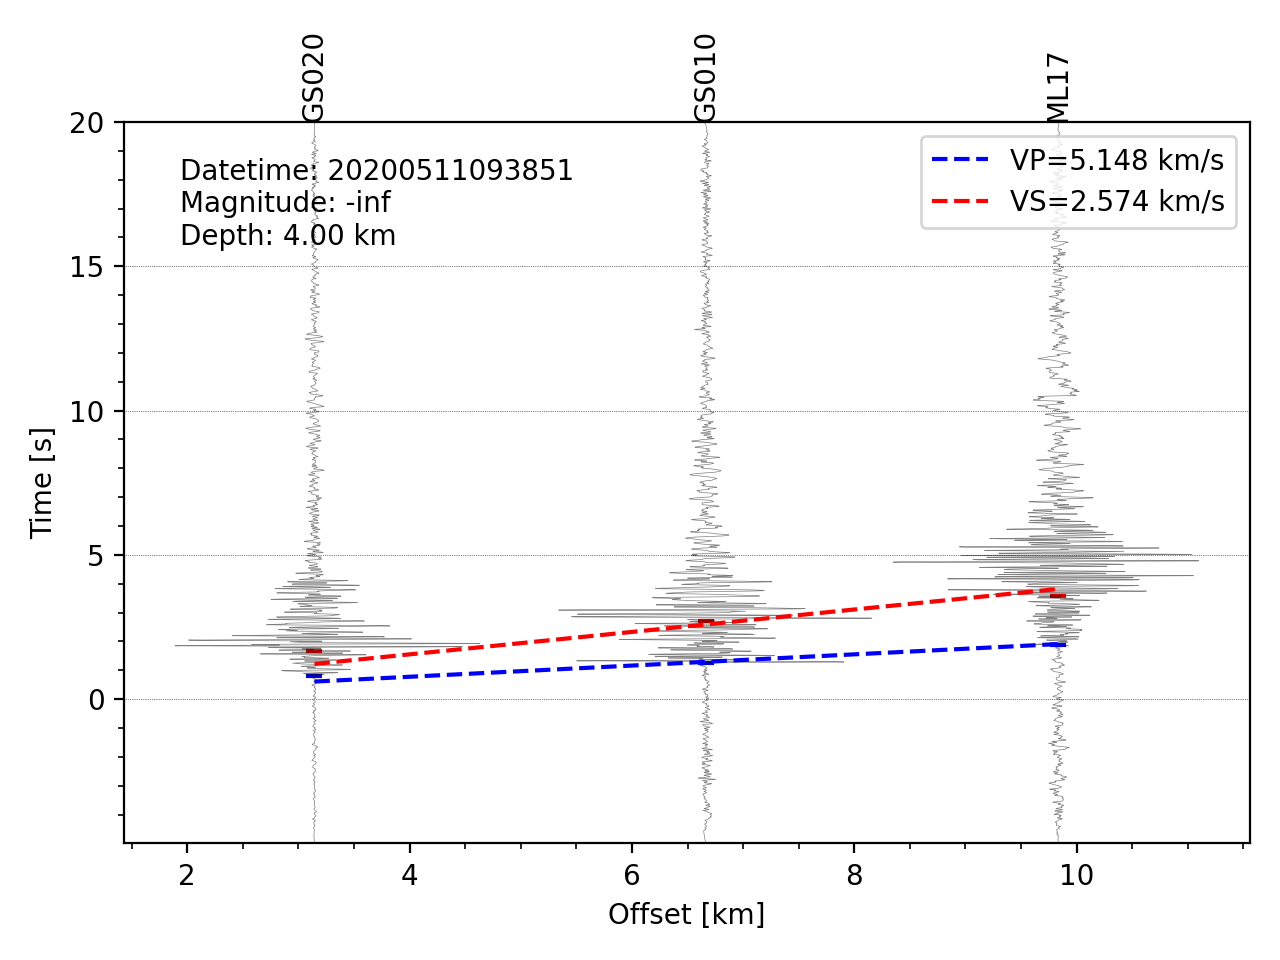 GS020
GS010
ML17
Datetime: 20200511093851
Magnitude: -inf
Depth: 4.00 km
VP=5.148 km/s
VS=2.574 km/s
20
15
10
5
0
Time [s]
2
4
6
8
10
Offset [km]